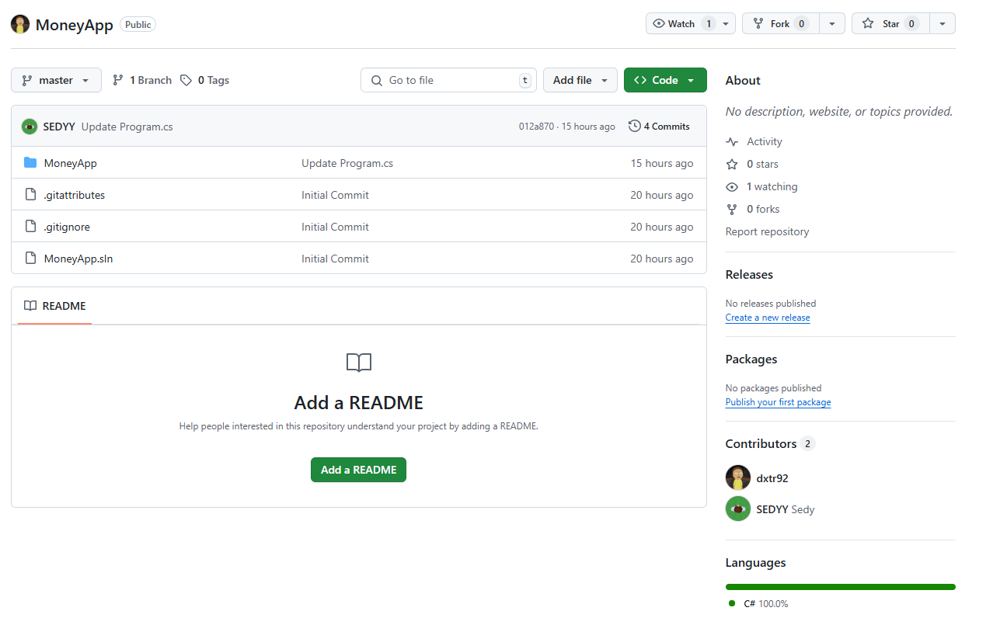 MoneyApp Public Watch 1 Fork 0 Star 0
master 1 Branch 0 Tags Go to file t Add file Code
SEDYY Update Program.cs 012a870 · 15 hours ago 4 Commits
MoneyApp Update Program.cs 15 hours ago
.gitattributes Initial Commit 20 hours ago
.gitignore Initial Commit 20 hours ago
MoneyApp.sln Initial Commit 20 hours ago
README
Add a README
Help people interested in this repository understand your project by adding a README.
Add a README
About
No description, website, or topics provided.
Activity
0 stars
1 watching
0 forks
Report repository
Releases
No releases published
Create a new release
Packages
No packages published
Publish your first package
Contributors 2
dxtr92
SEDYY Sedy
Languages
C# 100.0%